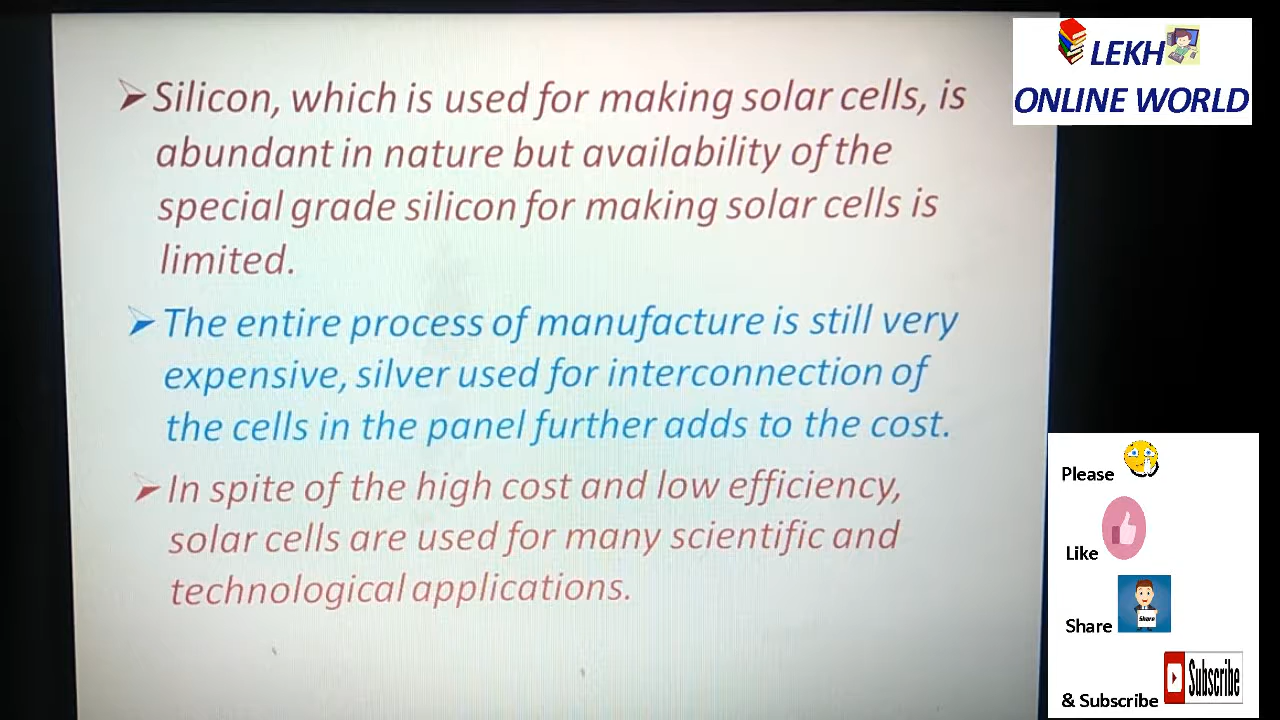 Silicon, which is used for making solar cells, is
abundant in nature but availability of the
special grade silicon for making solar cells is
limited.
The entire process of manufacture is still very
expensive, silver used for interconnection of
the cells in the panel further adds to the cost.
In spite of the high cost and low efficiency,
solar cells are used for many scientific and
technological applications.
LEKH
ONLINE WORLD
Please
Like
Share
Share
& Subscribe
Subscribe